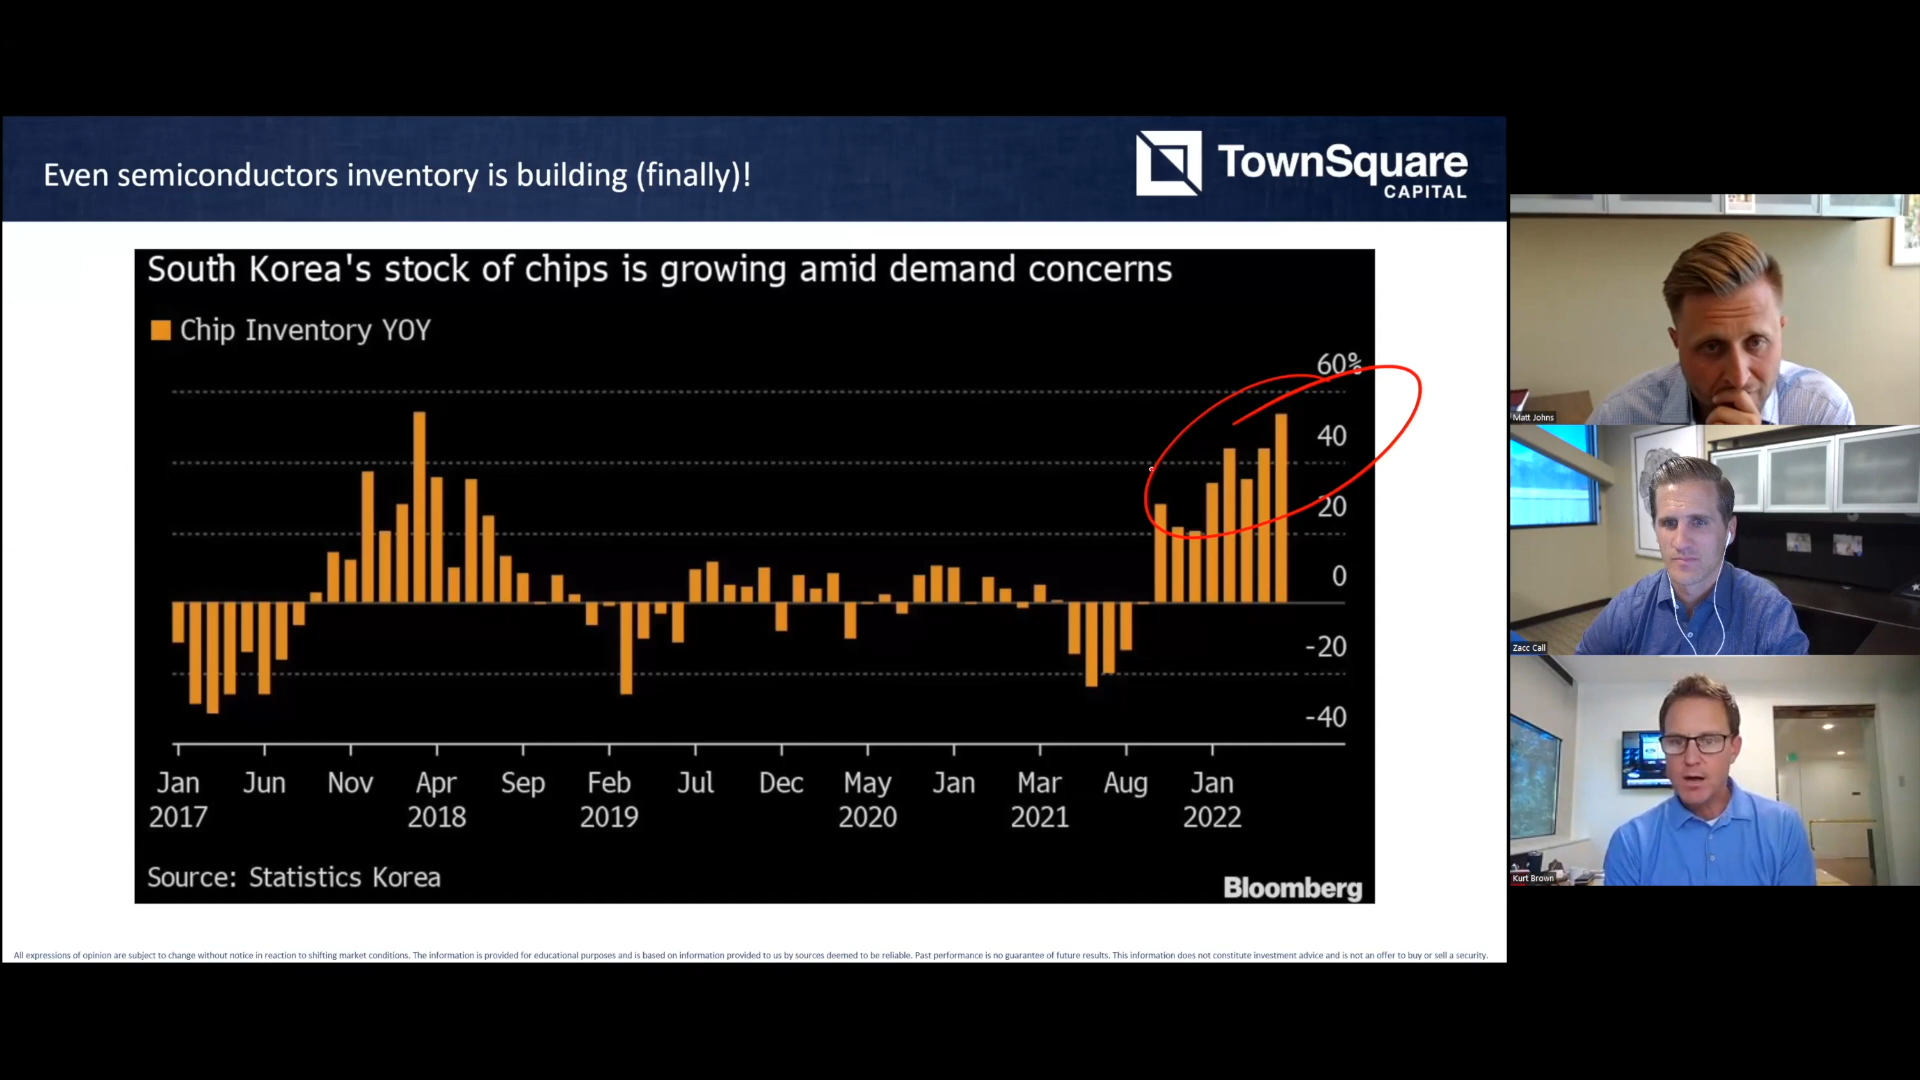 Even semiconductors inventory is building (finally)!
TownSquare
CAPITAL
South Korea's stock of chips is growing amid demand concerns
Chip Inventory YOY
60%
40
20
0
-20
-40
Jan Jun Nov Apr Sep Feb Jul Dec May Jan Mar Aug Jan
2017 2018 2019 2020 2021 2022
Source: Statistics Korea
Bloomberg
All expressions of opinion are subject to change without notice in reaction to shifting market conditions. The information is provided for educational purposes and is based on information provided to us by sources deemed to be reliable. Past performance is no guarantee of future results. This information does not constitute investment advice and is not an offer to buy or sell a security.
Matt Johns
Zacc Call
Kurt Brown